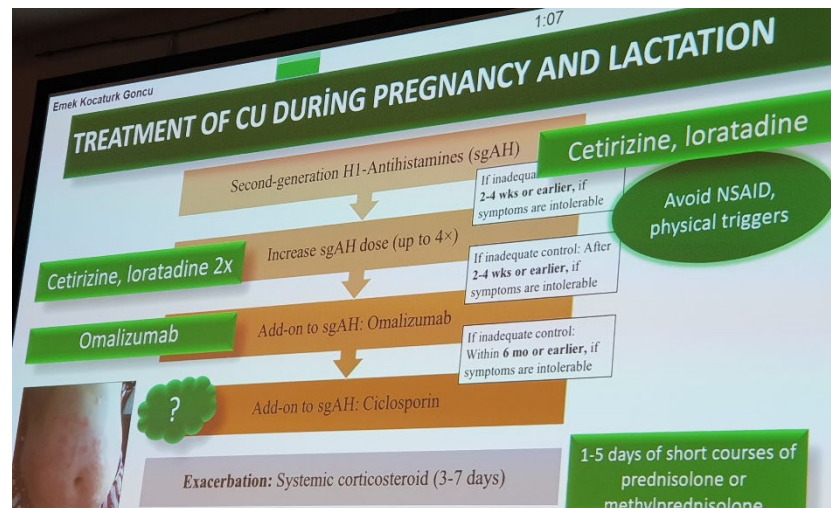 1:07
Emek Kocaturk Goncu
TREATMENT OF CU DURİNG PREGNANCY AND LACTATION
Second-generation H1-Antihistamines (sgAH)
Cetirizine, loratadine
If inadequa
2-4 wks or earlier, if
symptoms are intolerable
Avoid NSAID,
physical triggers
Increase sgAH dose (up to 4×)
Cetirizine, loratadine 2x
If inadequate control: After
2-4 wks or earlier, if
symptoms are intolerable
Add-on to sgAH: Omalizumab
Omalizumab
If inadequate control:
Within 6 mo or earlier, if
symptoms are intolerable
?
Add-on to sgAH: Ciclosporin
Exacerbation: Systemic corticosteroid (3-7 days)
1-5 days of short courses of
prednisolone or
methylprednisolone